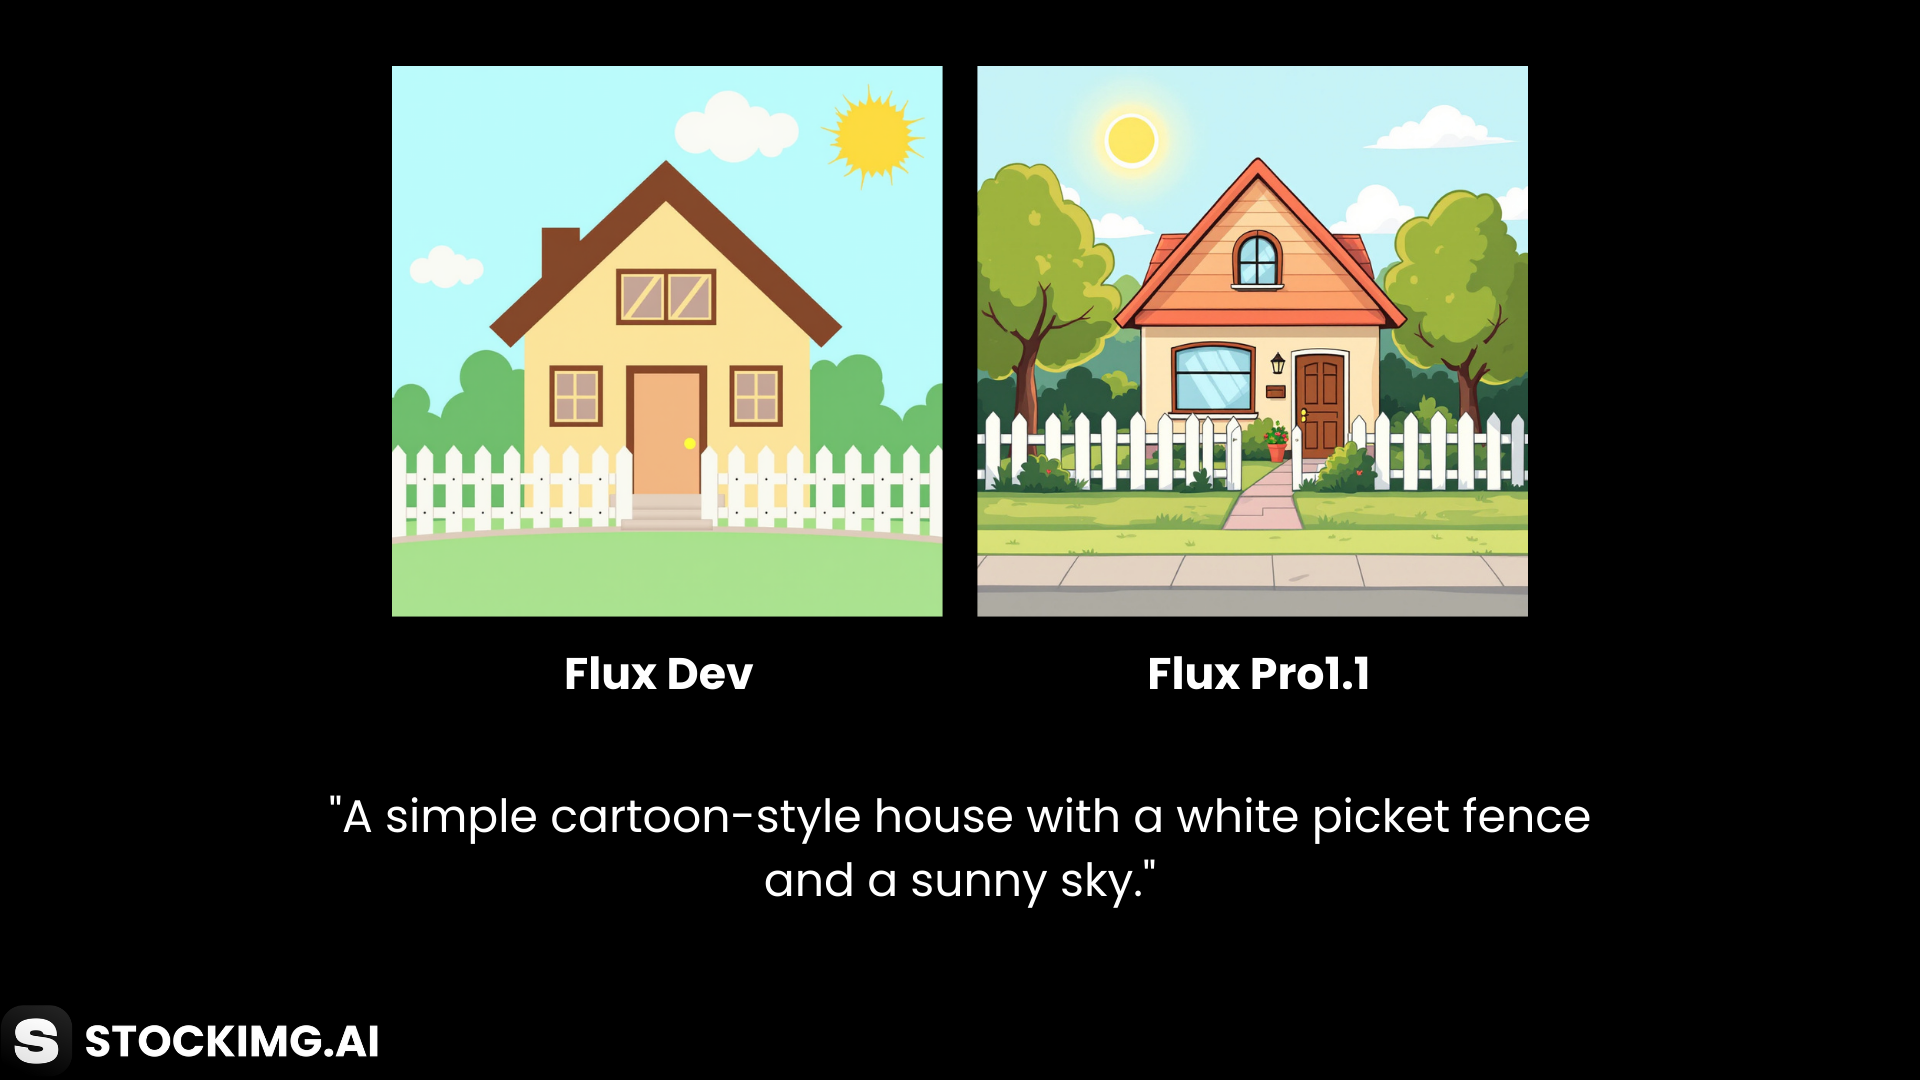 Flux Dev
Flux Pro1.1
"A simple cartoon-style house with a white picket fence
and a sunny sky."
S STOCKIMG.AI